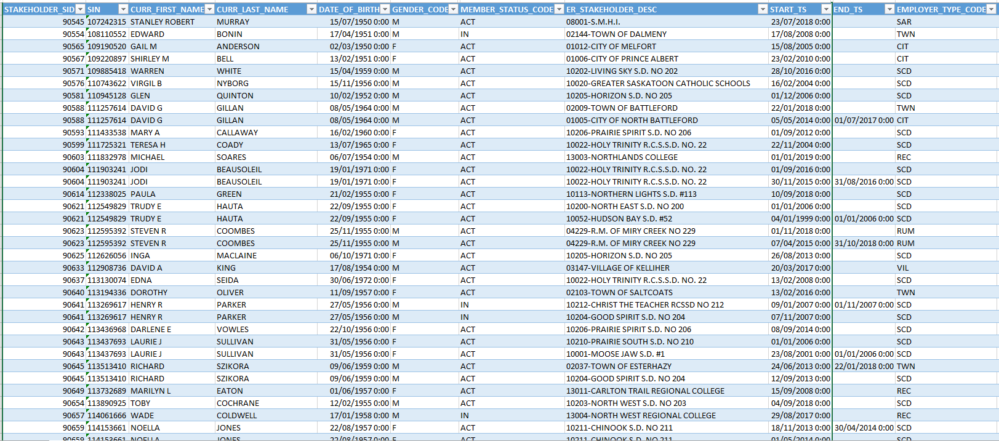 STAKEHOLDER_SID SIN CURR_FIRST_NAME CURR_LAST_NAME DATE_OF_BIRTH GENDER_CODE MEMBER_STATUS_CODE ER_STAKEHOLDER_DESC START_TS END_TS EMPLOYER_TYPE_CODE
90545 107242315 STANLEY ROBERT MURRAY 15/07/1950 0:00 M ACT 08001-S.M.H.I. 23/07/2018 0:00 SAR
90554 108110552 EDWARD BONIN 17/04/1951 0:00 M IN 02144-TOWN OF DALMENY 17/08/2008 0:00 TWN
90565 109190520 GAIL M ANDERSON 02/03/1950 0:00 F ACT 01012-CITY OF MELFORT 15/08/2005 0:00 CIT
90567 109220897 SHIRLEY M BELL 13/02/1951 0:00 F ACT 01006-CITY OF PRINCE ALBERT 23/02/2010 0:00 CIT
90571 109885418 WARREN WHITE 15/04/1959 0:00 M ACT 10202-LIVING SKY S.D. NO 202 28/10/2016 0:00 SCD
90576 110743622 VIRGIL B NYBORG 15/11/1956 0:00 M ACT 10020-GREATER SASKATOON CATHOLIC SCHOOLS 16/02/2004 0:00 SCD
90581 110945128 GLEN QUINTON 10/02/1952 0:00 M ACT 10205-HORIZON S.D. NO 205 01/12/2006 0:00 SCD
90588 111257614 DAVID G GILLAN 08/05/1964 0:00 M ACT 02009-TOWN OF BATTLEFORD 22/01/2018 0:00 TWN
90588 111257614 DAVID G GILLAN 08/05/1964 0:00 M ACT 01005-CITY OF NORTH BATTLEFORD 05/05/2014 0:00 01/07/2017 0:00 CIT
90593 111433538 MARY A CALLAWAY 16/02/1960 0:00 F ACT 10206-PRAIRIE SPIRIT S.D. NO 206 01/09/2012 0:00 SCD
90599 111725321 TERESA H COADY 13/07/1965 0:00 F ACT 10022-HOLY TRINITY R.C.S.S.D. NO. 22 22/11/2004 0:00 SCD
90603 111832978 MICHAEL SOARES 06/07/1954 0:00 M ACT 13003-NORTHLANDS COLLEGE 01/01/2019 0:00 REC
90604 111903241 JODI BEAUSOLEIL 19/01/1971 0:00 F ACT 10022-HOLY TRINITY R.C.S.S.D. NO. 22 01/09/2016 0:00 SCD
90604 111903241 JODI BEAUSOLEIL 19/01/1971 0:00 F ACT 10022-HOLY TRINITY R.C.S.S.D. NO. 22 30/11/2015 0:00 31/08/2016 0:00 SCD
90614 112338025 PAULA GREEN 21/02/1955 0:00 F ACT 10113-NORTHERN LIGHTS S.D. #113 10/09/2018 0:00 SCD
90621 112549829 TRUDY E HAUTA 22/09/1955 0:00 F ACT 10200-NORTH EAST S.D. NO 200 01/01/2006 0:00 SCD
90621 112549829 TRUDY E HAUTA 22/09/1955 0:00 F ACT 10052-HUDSON BAY S.D. #52 04/01/1999 0:00 01/01/2006 0:00 SCD
90623 112595392 STEVEN R COOMBES 25/11/1955 0:00 M ACT 04229-R.M. OF MIRY CREEK NO 229 01/11/2018 0:00 RUM
90623 112595392 STEVEN R COOMBES 25/11/1955 0:00 M ACT 04229-R.M. OF MIRY CREEK NO 229 07/04/2015 0:00 31/10/2018 0:00 RUM
90625 112626056 INGA MACLAINE 06/10/1971 0:00 F ACT 10205-HORIZON S.D. NO 205 26/08/2013 0:00 SCD
90633 112908736 DAVID A KING 17/08/1954 0:00 M ACT 03147-VILLAGE OF KELLIHER 20/03/2017 0:00 VIL
90637 113130074 EDNA SEIDA 30/06/1972 0:00 F ACT 10022-HOLY TRINITY R.C.S.S.D. NO. 22 13/02/2008 0:00 SCD
90640 113194336 DOROTHY OLIVER 11/09/1957 0:00 F ACT 02103-TOWN OF SALTCOATS 13/02/2016 0:00 TWN
90641 113269617 HENRY R PARKER 27/05/1956 0:00 M IN 10212-CHRIST THE TEACHER RCSSD NO 212 09/01/2007 0:00 01/11/2007 0:00 SCD
90641 113269617 HENRY R PARKER 27/05/1956 0:00 M IN 10204-GOOD SPIRIT S.D. NO 204 07/11/2007 0:00 SCD
90642 113436968 DARLENE E VOWLES 22/10/1956 0:00 F ACT 10206-PRAIRIE SPIRIT S.D. NO 206 08/09/2014 0:00 SCD
90643 113437693 LAURIE J SULLIVAN 31/05/1956 0:00 F ACT 10210-PRAIRIE SOUTH S.D. NO 210 01/01/2006 0:00 SCD
90643 113437693 LAURIE J SULLIVAN 31/05/1956 0:00 F ACT 10001-MOOSE JAW S.D. #1 23/08/2001 0:00 01/01/2006 0:00 SCD
90645 113513410 RICHARD SZIKORA 09/06/1959 0:00 M ACT 02037-TOWN OF ESTERHAZY 24/06/2013 0:00 22/01/2018 0:00 TWN
90645 113513410 RICHARD SZIKORA 09/06/1959 0:00 M ACT 10204-GOOD SPIRIT S.D. NO 204 12/09/2013 0:00 SCD
90649 113732689 MARILYN L EATON 01/06/1957 0:00 F ACT 13011-CARLTON TRAIL REGIONAL COLLEGE 15/09/2008 0:00 REC
90654 113890925 TOBY COCHRANE 12/02/1955 0:00 M ACT 10203-NORTH WEST S.D. NO 203 04/09/2018 0:00 SCD
90657 114061666 WADE COLDWELL 17/01/1958 0:00 M IN 13004-NORTH WEST REGIONAL COLLEGE 29/08/2017 0:00 REC
90659 114153661 NOELLA JONES 22/08/1957 0:00 F ACT 10211-CHINOOK S.D. NO 211 18/11/2013 0:00 30/04/2014 0:00 SCD
90659 114153661 NOELLA JONES 22/08/1957 0:00 F ACT 10211-CHINOOK S.D. NO 211 01/05/2014 0:00 SCD